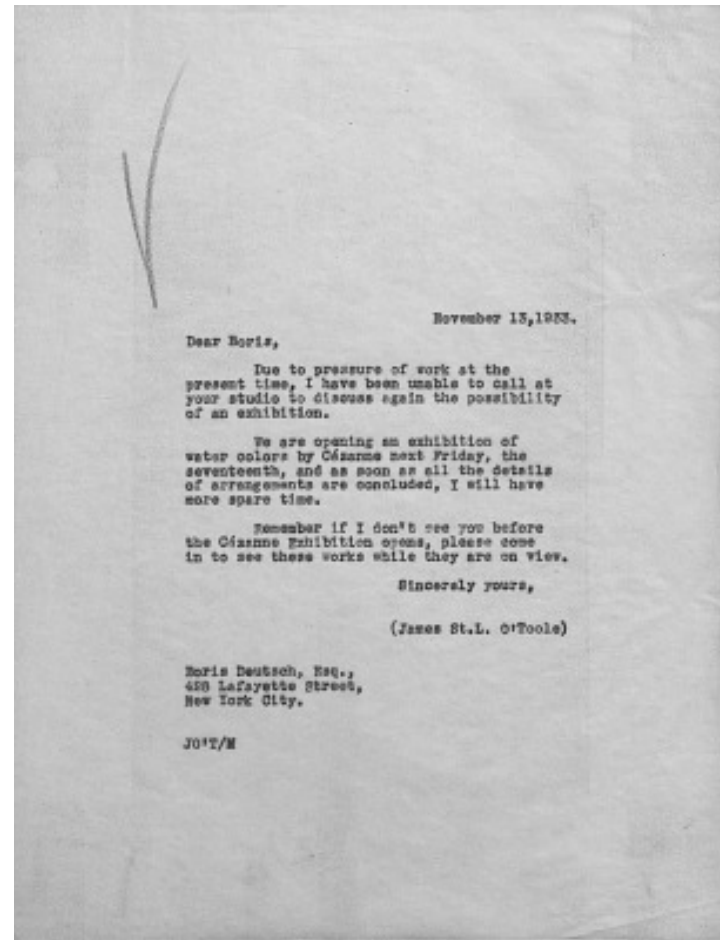 November 13,1933.
Dear Boris,
Due to pressure of work at the
present time, I have been unable to call at
your studio to discuss again the possibility
of an exhibition.
We are opening an exhibition of
water colors by Cézanne next Friday, the
seventeenth, and as soon as all the details
of arrangements are concluded, I will have
more spare time.
Remember if I don't see you before
the Cézanne Exhibition opens, please come
in to see these works while they are on view.
Sincerely yours,
(James St.L. O'Toole)
Boris Deutsch, Esq.,
Lafayette Street,
New York City.
JO'T/M